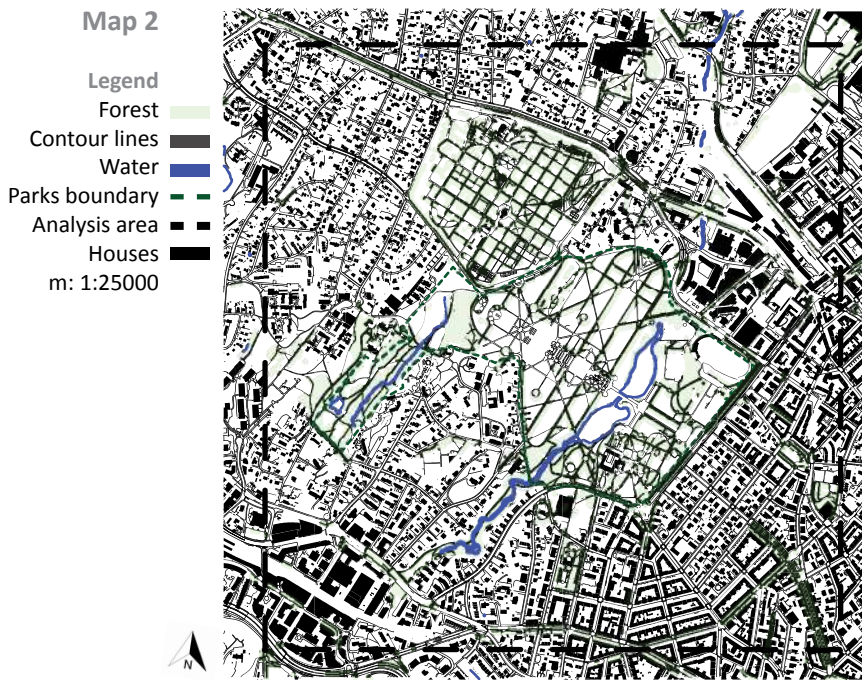 Map 2
Legend
Forest
Contour lines
Water
Parks boundary
Analysis area
Houses
m: 1:25000
N